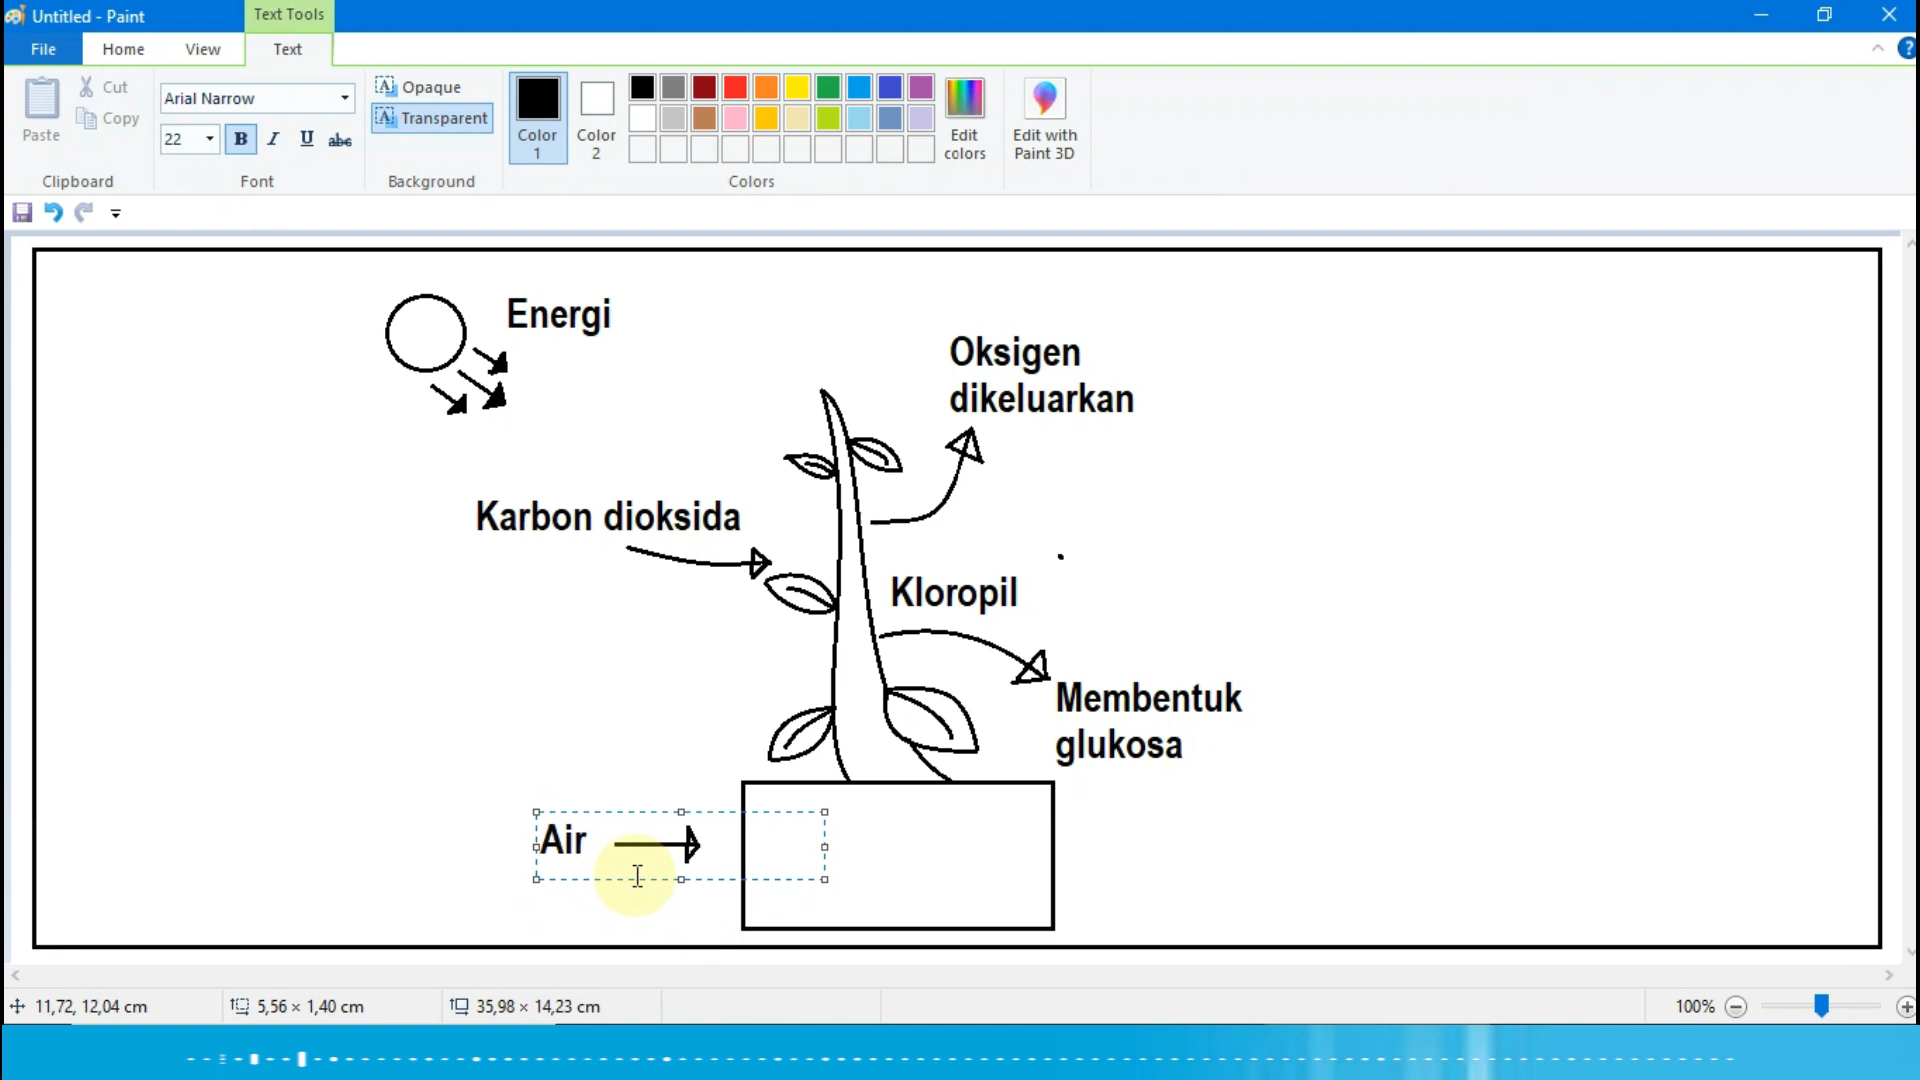 Untitled - Paint
Text Tools
File
Home
View
Text
Paste
Cut
Copy
Clipboard
Arial Narrow
22
B
I
U
abc
Font
Opaque
Transparent
Background
Color
1
Color
2
Colors
Edit
colors
Edit with
Paint 3D
Energi
Oksigen
dikeluarkan
Karbon dioksida
Kloropil
Membentuk
glukosa
Air
11,72, 12,04 cm
5,56 × 1,40 cm
35,98 × 14,23 cm
100%